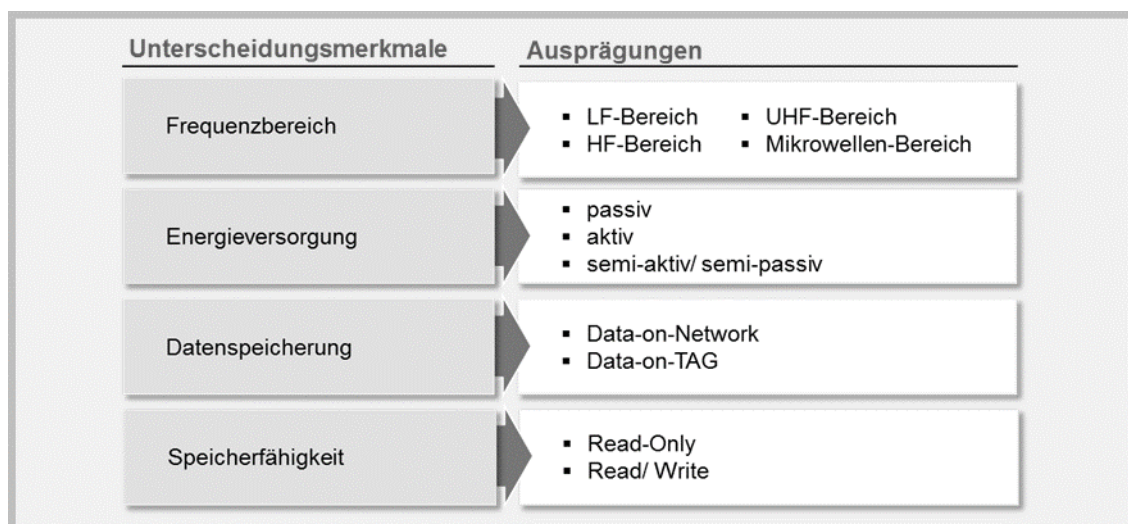 Unterscheidungsmerkmale
Ausprägungen
Frequenzbereich
▪ LF-Bereich ▪ UHF-Bereich
▪ HF-Bereich ▪ Mikrowellen-Bereich
Energieversorgung
▪ passiv
▪ aktiv
▪ semi-aktiv/ semi-passiv
Datenspeicherung
▪ Data-on-Network
▪ Data-on-TAG
Speicherfähigkeit
▪ Read-Only
▪ Read/ Write